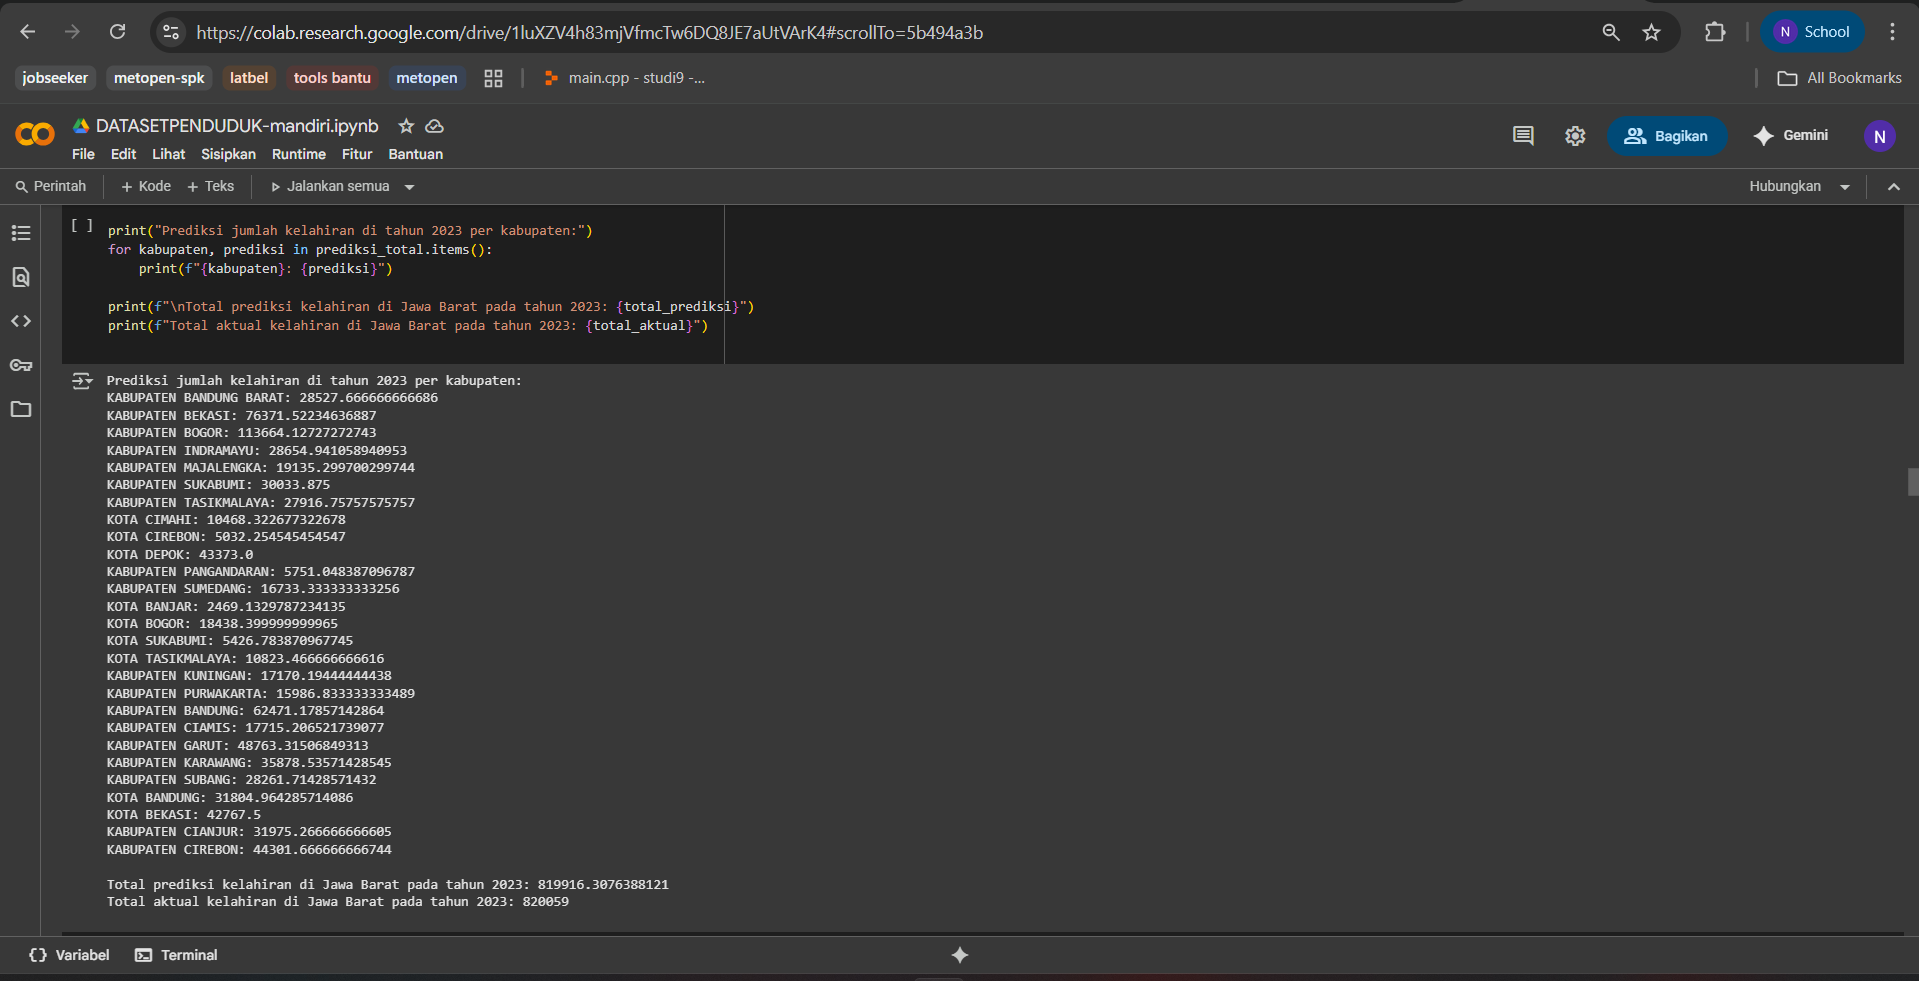 https://colab.research.google.com/drive/1luXZV4h83mjVfmcTw6DQ8JE7aUtVArK4#scrollTo=5b494a3b
N School
jobseeker metopen-spk latbel tools bantu metopen main.cpp - studi9 -... All Bookmarks
CO DATASETPENDUDUK-mandiri.ipynb
Bagikan Gemini N
File Edit Lihat Sisipkan Runtime Fitur Bantuan
Perintah + Kode + Teks Jalankan semua Hubungkan
[ ] print("Prediksi jumlah kelahiran di tahun 2023 per kabupaten:")
for kabupaten, prediksi in prediksi_total.items():
print(f"{kabupaten}: {prediksi}")
print(f"\nTotal prediksi kelahiran di Jawa Barat pada tahun 2023: {total_prediksi}")
print(f"Total aktual kelahiran di Jawa Barat pada tahun 2023: {total_aktual}")
Prediksi jumlah kelahiran di tahun 2023 per kabupaten:
KABUPATEN BANDUNG BARAT: 28527.666666666686
KABUPATEN BEKASI: 76371.52234636887
KABUPATEN BOGOR: 113664.12727272743
KABUPATEN INDRAMAYU: 28654.941058940953
KABUPATEN MAJALENGKA: 19135.299700299744
KABUPATEN SUKABUMI: 30033.875
KABUPATEN TASIKMALAYA: 27916.75757575757
KOTA CIMAHI: 10468.322677322678
KOTA CIREBON: 5032.254545454547
KOTA DEPOK: 43373.0
KABUPATEN PANGANDARAN: 5751.048387096787
KABUPATEN SUMEDANG: 16733.333333333256
KOTA BANJAR: 2469.1329787234135
KOTA BOGOR: 18438.399999999965
KOTA SUKABUMI: 5426.783870967745
KOTA TASIKMALAYA: 10823.466666666616
KABUPATEN KUNINGAN: 17170.19444444438
KABUPATEN PURWAKARTA: 15986.833333333489
KABUPATEN BANDUNG: 62471.17857142864
KABUPATEN CIAMIS: 17715.206521739077
KABUPATEN GARUT: 48763.31506849313
KABUPATEN KARAWANG: 35878.53571428545
KABUPATEN SUBANG: 28261.71428571432
KOTA BANDUNG: 31804.964285714086
KOTA BEKASI: 42767.5
KABUPATEN CIANJUR: 31975.266666666605
KABUPATEN CIREBON: 44301.666666666744
Total prediksi kelahiran di Jawa Barat pada tahun 2023: 819916.3076388121
Total aktual kelahiran di Jawa Barat pada tahun 2023: 820059
Variabel Terminal